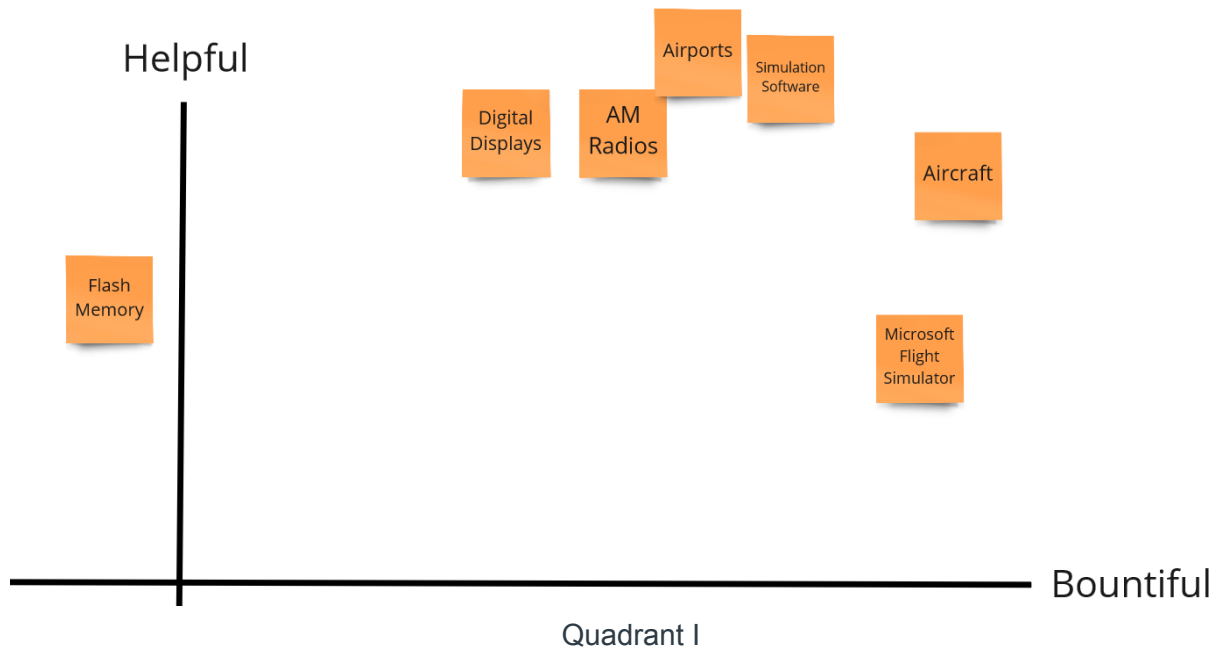 Helpful
Airports
Simulation
Software
Digital
Displays
AM
Radios
Aircraft
Flash
Memory
Microsoft
Flight
Simulator
Bountiful
Quadrant I